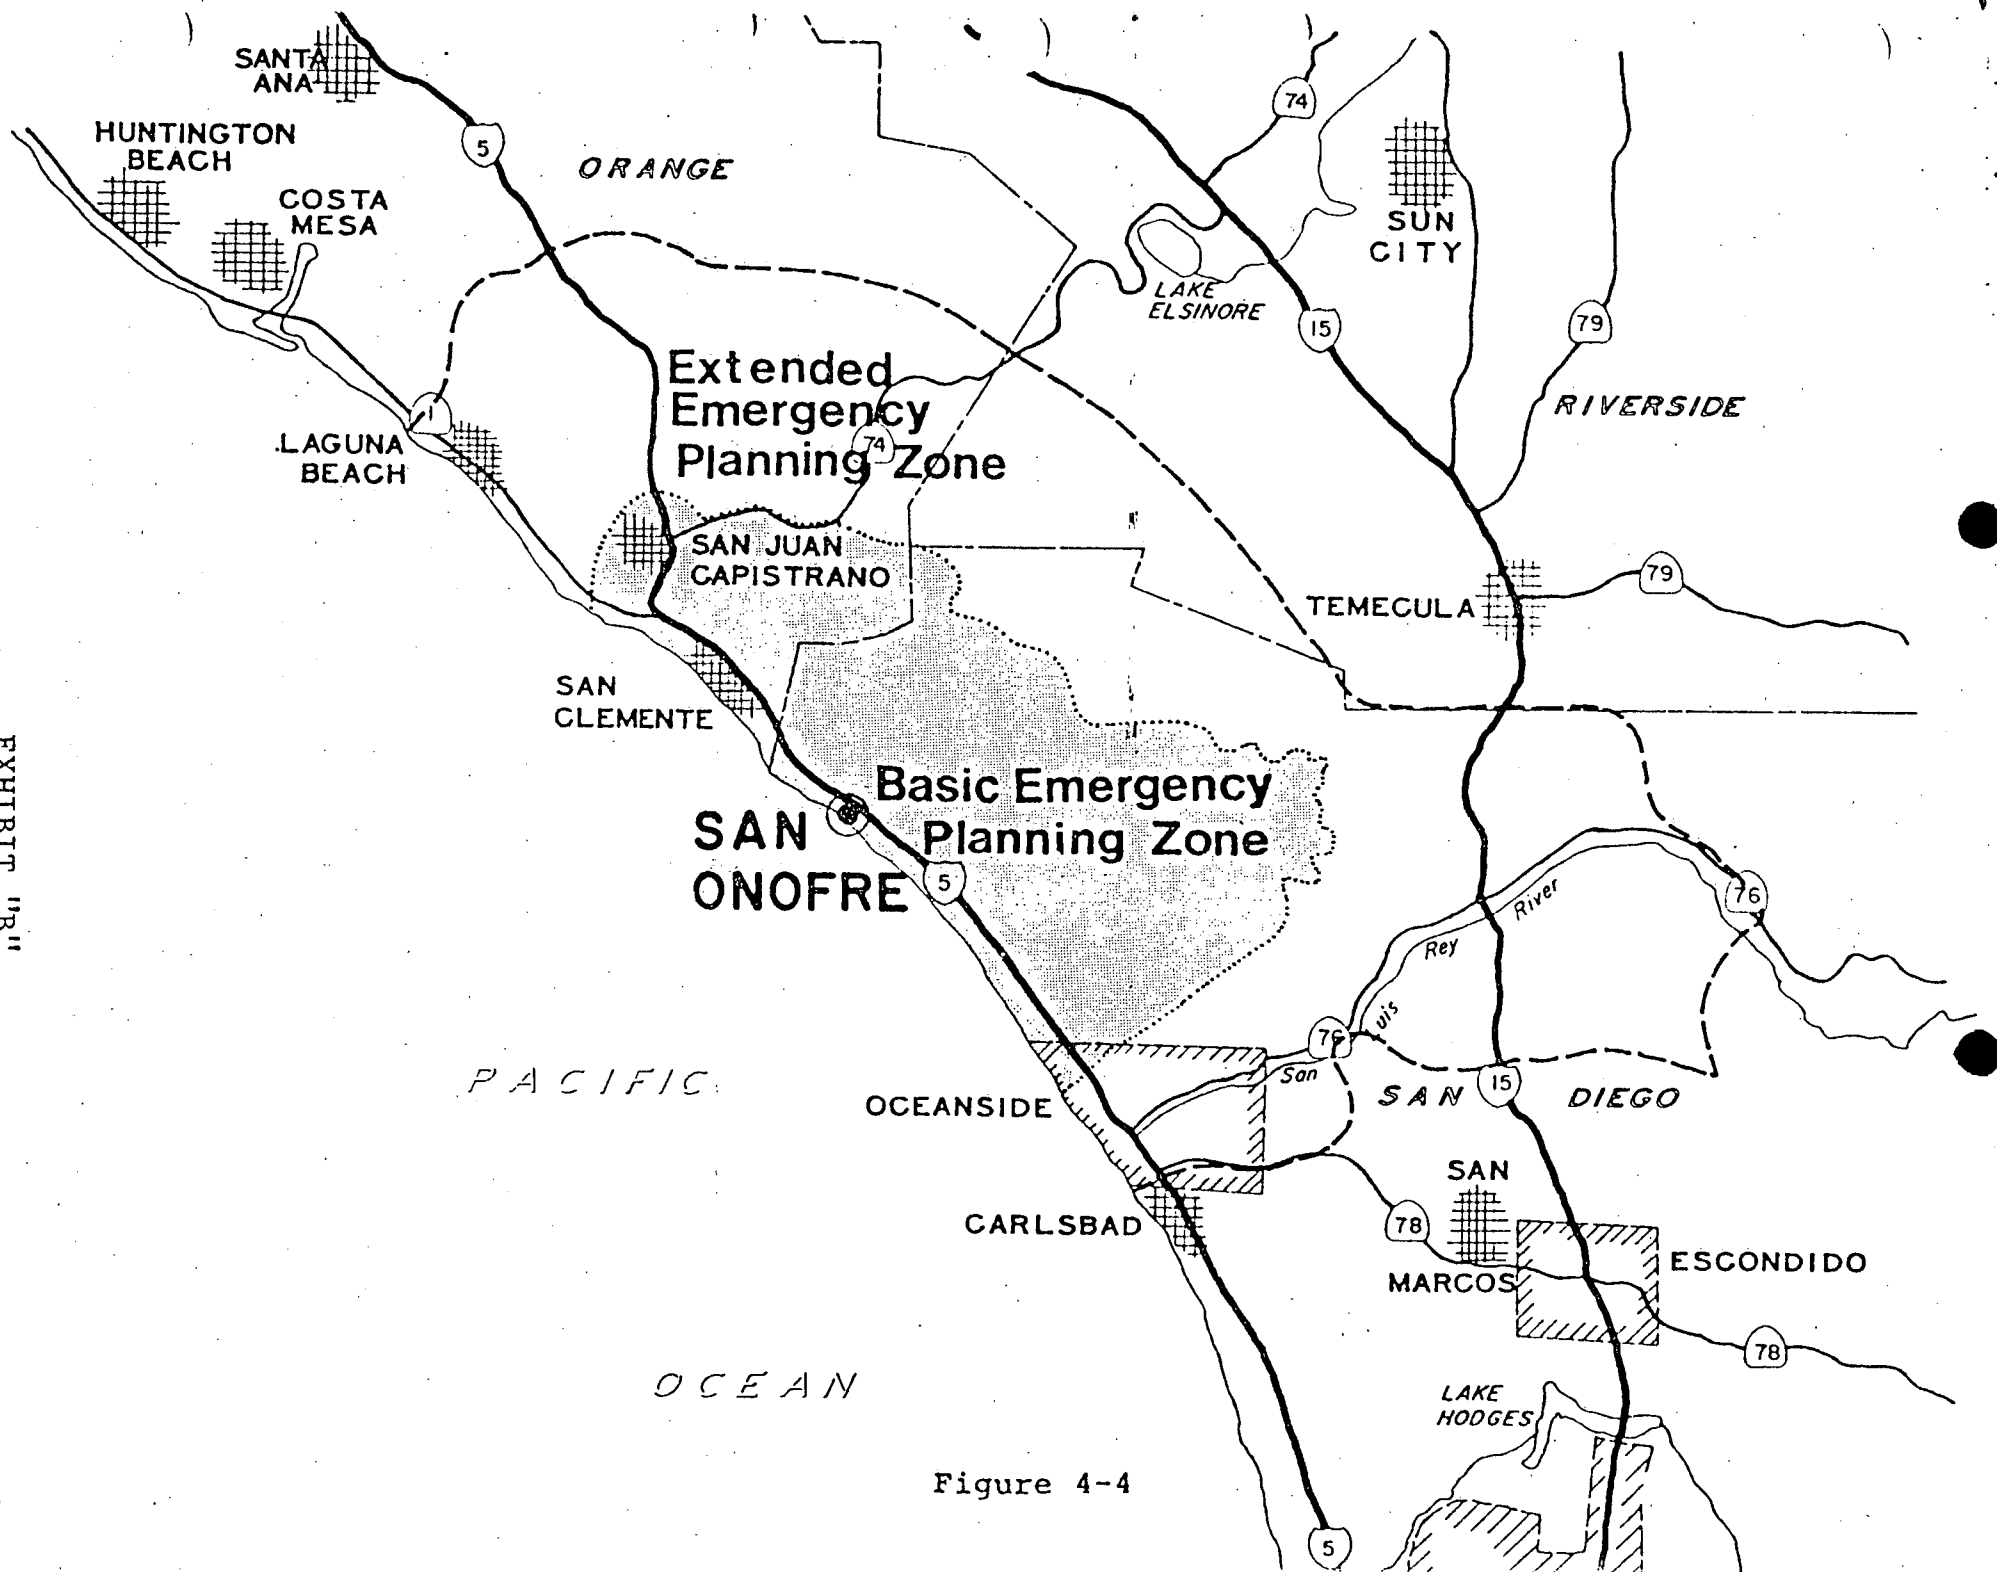 SANTA
ANA
HUNTINGTON
BEACH
COSTA
MESA
5
ORANGE
74
SUN
CITY
LAKE
ELSINORE
15
79
RIVERSIDE
Extended
Emergency
Planning Zone
74
1
LAGUNA
BEACH
SAN JUAN
CAPISTRANO
79
TEMECULA
SAN
CLEMENTE
Basic Emergency
Planning Zone
SAN
ONOFRE
5
76
River
Rey
uis
76
San
EXHIBIT "B"
PACIFIC
OCEANSIDE
15
SAN DIEGO
SAN
MARCOS
CARLSBAD
78
ESCONDIDO
78
OCEAN
LAKE
HODGES
Figure 4-4
5